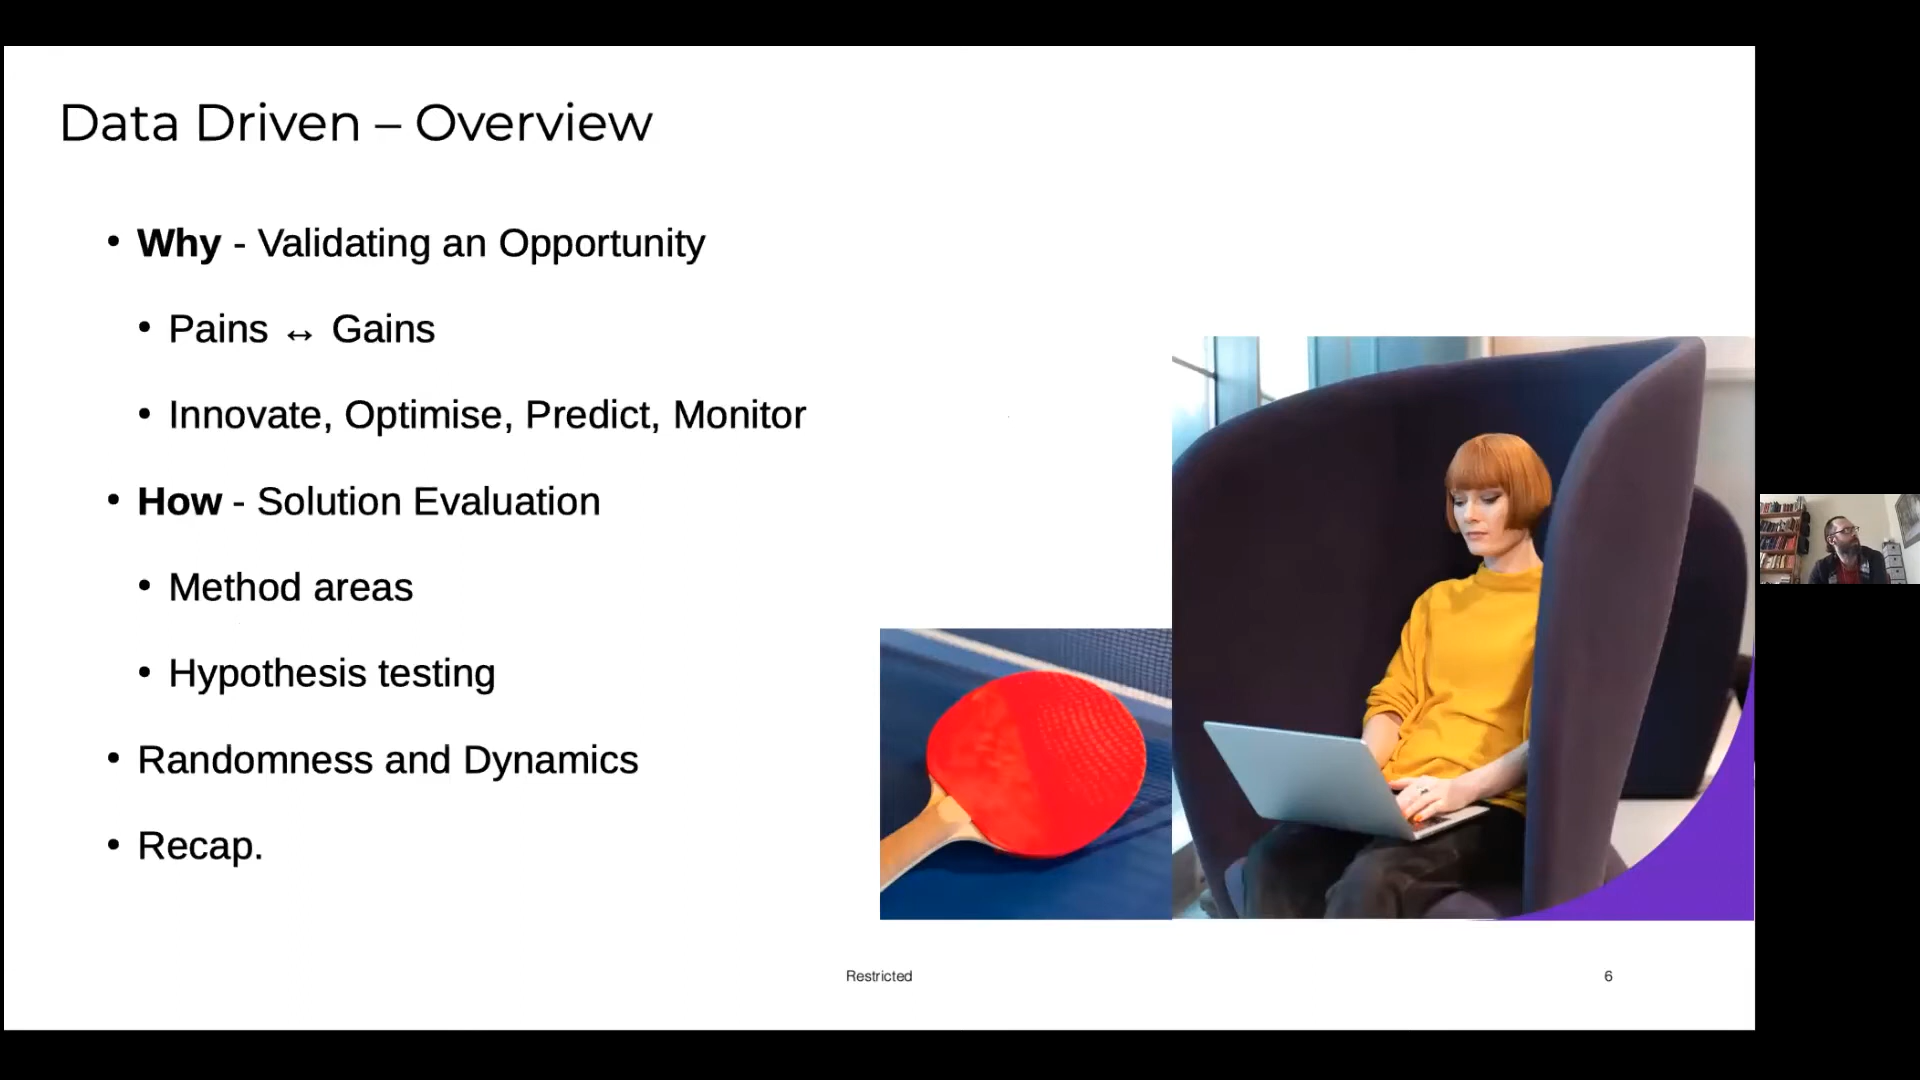 Data Driven – Overview
• Why - Validating an Opportunity
• Pains ↔ Gains
• Innovate, Optimise, Predict, Monitor
• How - Solution Evaluation
• Method areas
• Hypothesis testing
• Randomness and Dynamics
• Recap.
Restricted
6